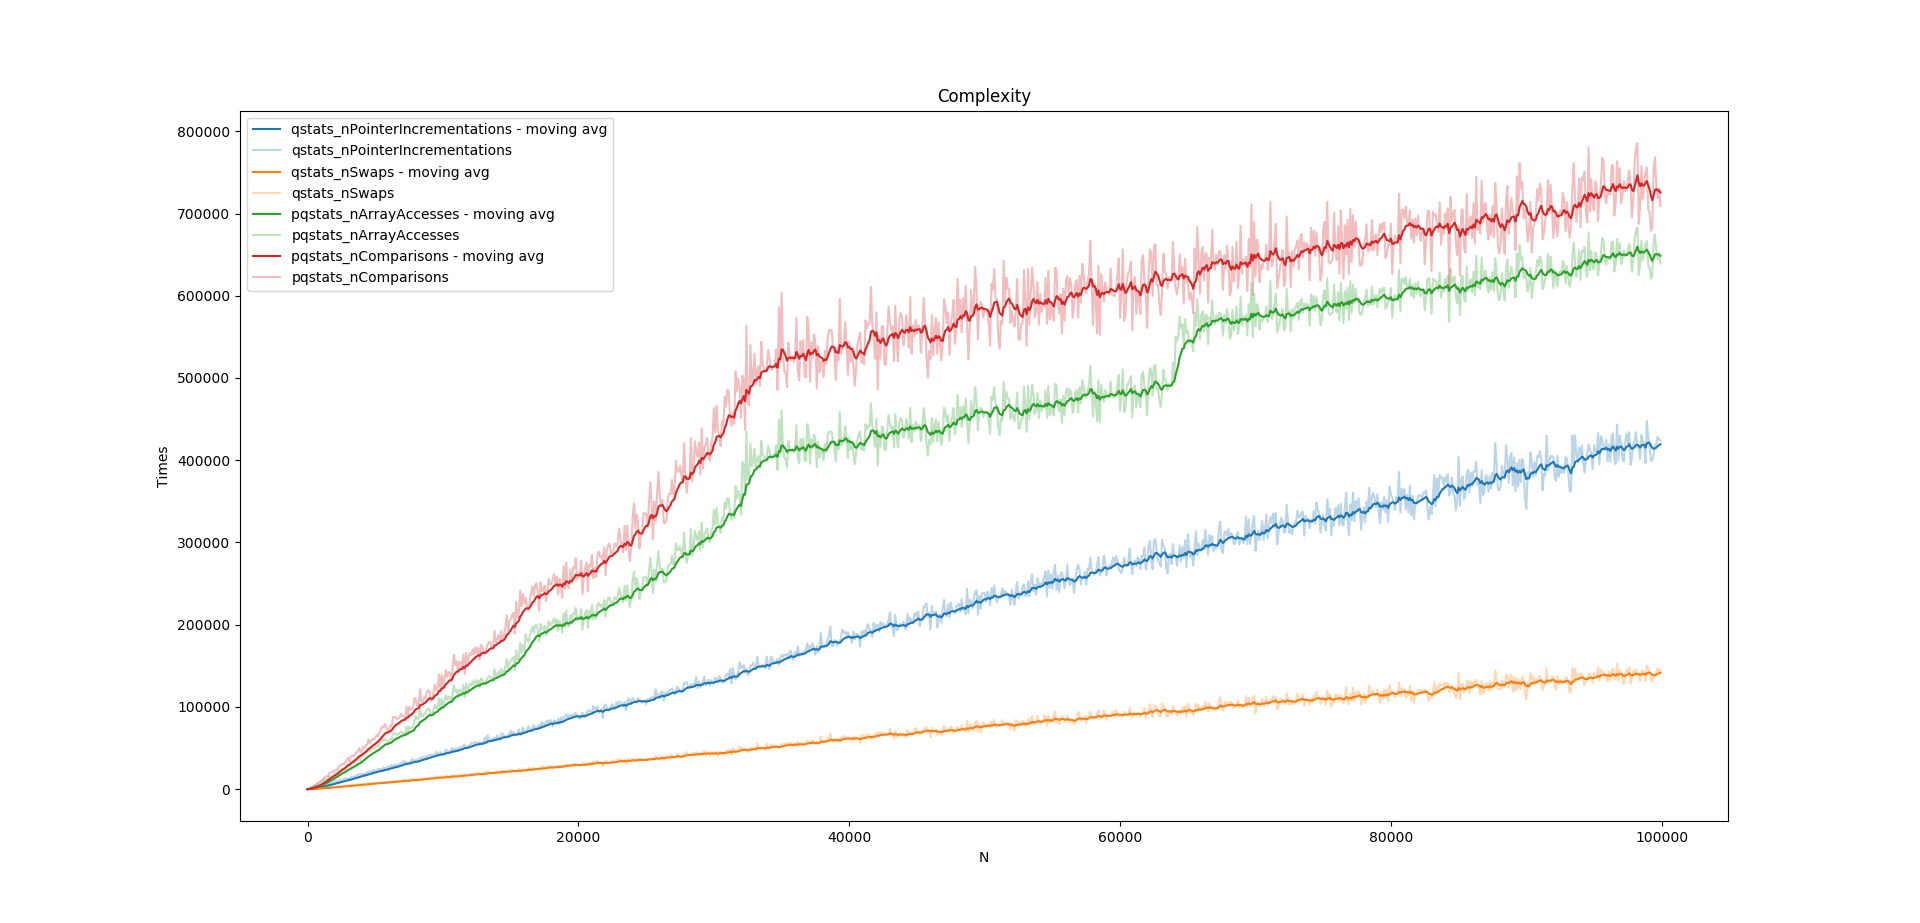 Complexity
qstats_nPointerIncrementations - moving avg
qstats_nPointerIncrementations
qstats_nSwaps - moving avg
qstats_nSwaps
pqstats_nArrayAccesses - moving avg
pqstats_nArrayAccesses
pqstats_nComparisons - moving avg
pqstats_nComparisons
800000
700000
600000
500000
400000
300000
200000
100000
0
Times
0
20000
40000
60000
80000
100000
N